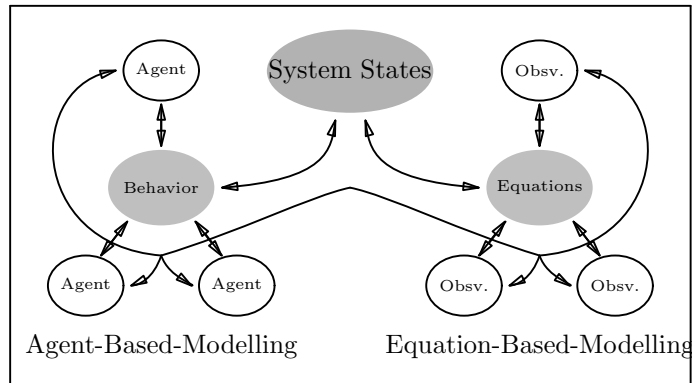 Agent
System States
Obsv.
Behavior
Equations
Agent
Agent
Obsv.
Obsv.
Agent-Based-Modelling
Equation-Based-Modelling